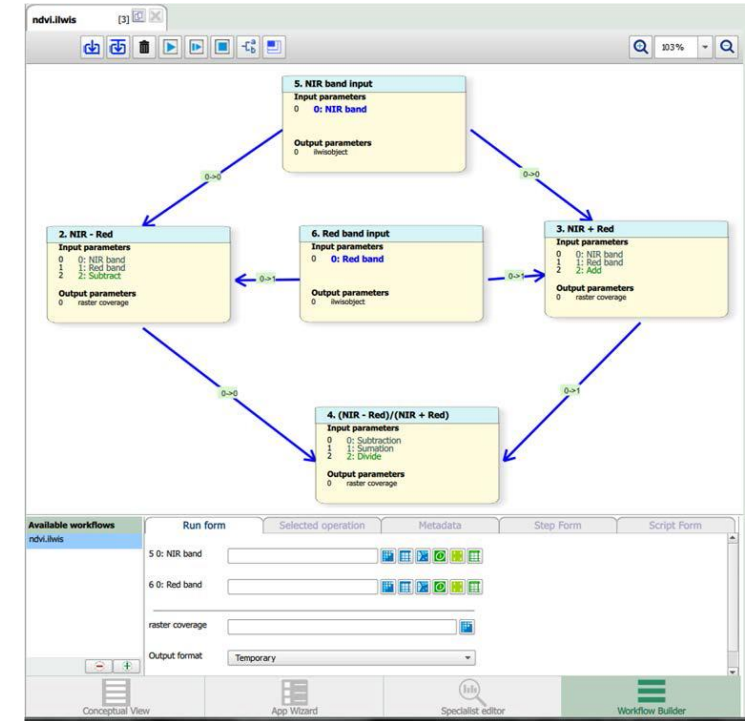 ndvi.ilwis [3]
103%
5. NIR band input
Input parameters
0 0: NIR band
Output parameters
0 ilwisobject
0->0
0->0
2. NIR - Red
Input parameters
0 0: NIR band
1 1: Red band
2 2: Subtract
Output parameters
0 raster coverage
0->1
6. Red band input
Input parameters
0 0: Red band
Output parameters
0 ilwisobject
0->1
3. NIR + Red
Input parameters
0 0: NIR band
1 1: Red band
2 2: Add
Output parameters
0 raster coverage
0->0
0->1
4. (NIR - Red)/(NIR + Red)
Input parameters
0 0: Subtraction
1 1: Sumation
2 2: Divide
Output parameters
0 raster coverage
Available workflows
ndvi.ilwis
Run form Selected operation Metadata Step Form Script Form
5 0: NIR band
6 0: Red band
raster coverage
Output format Temporary
Conceptual View App Wizard Specialist editor Workflow Builder